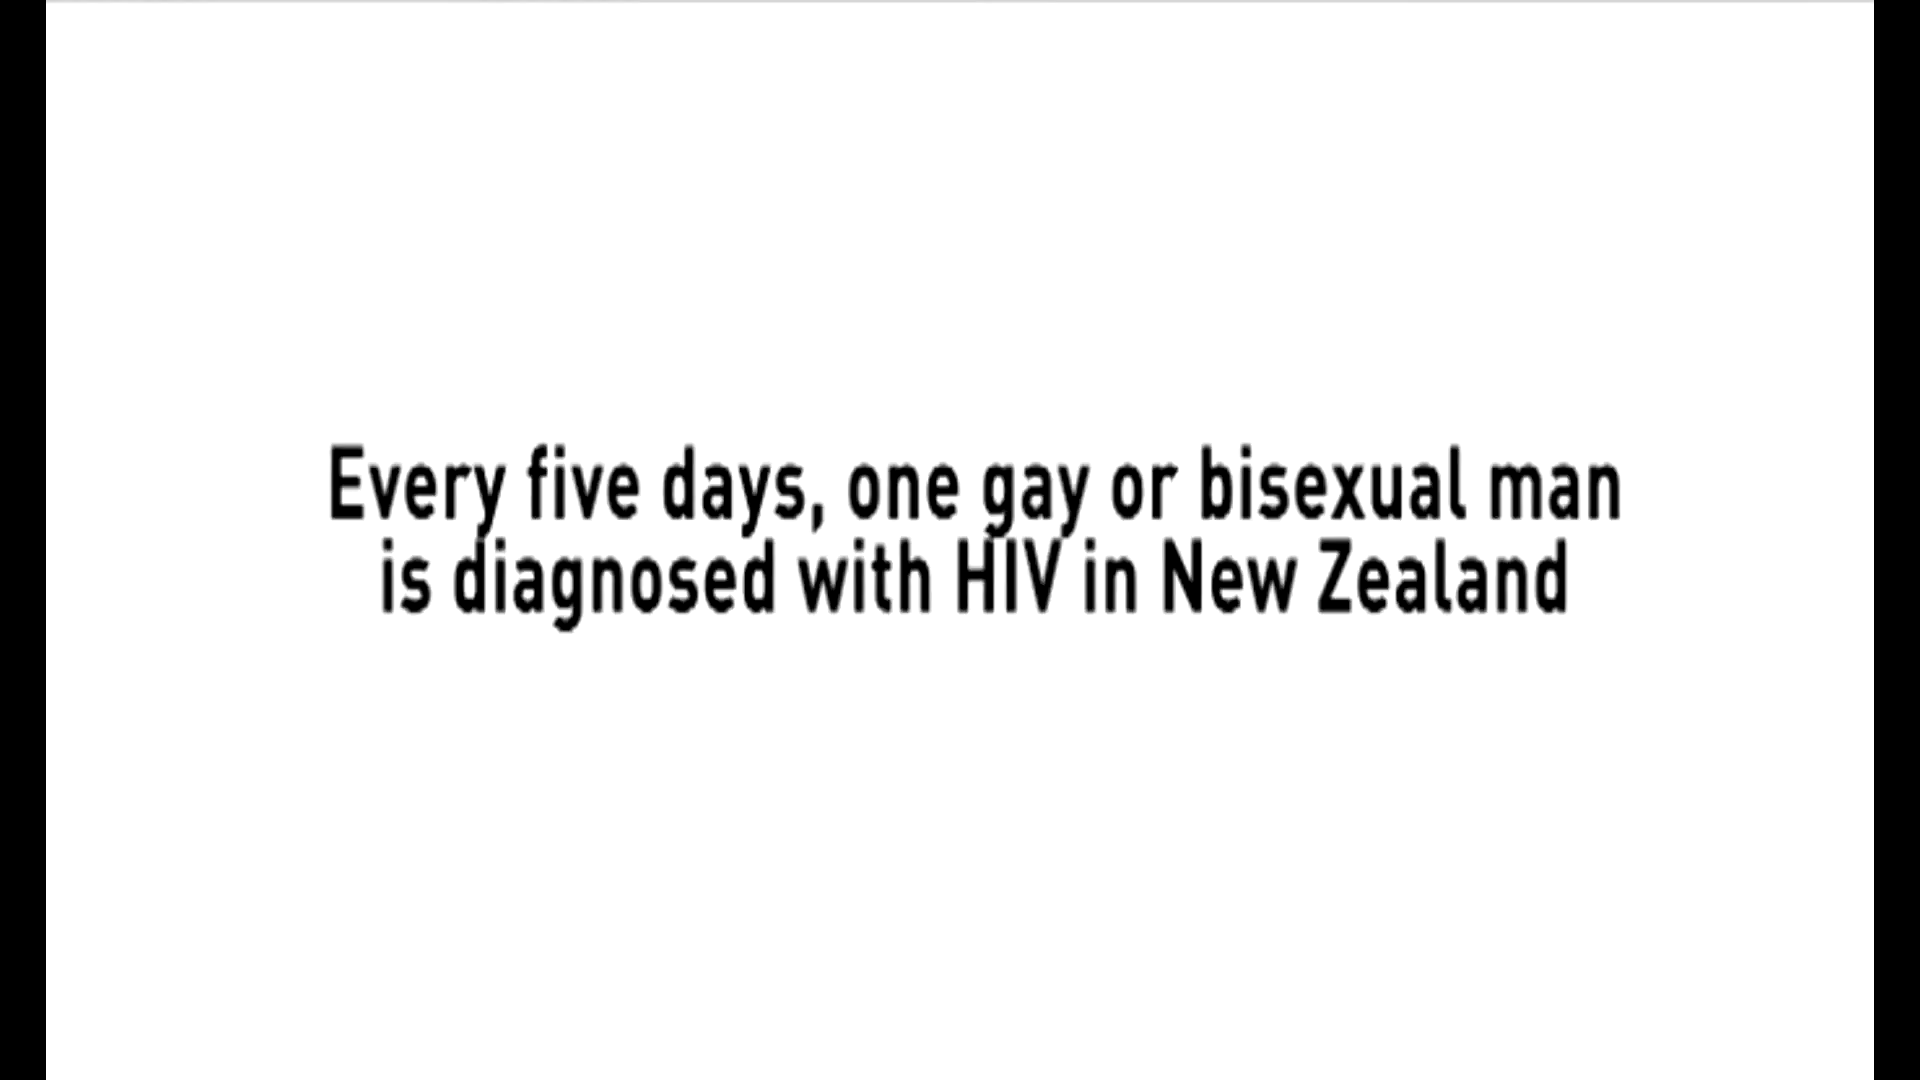 Every five days, one gay or bisexual man
is diagnosed with HIV in New Zealand